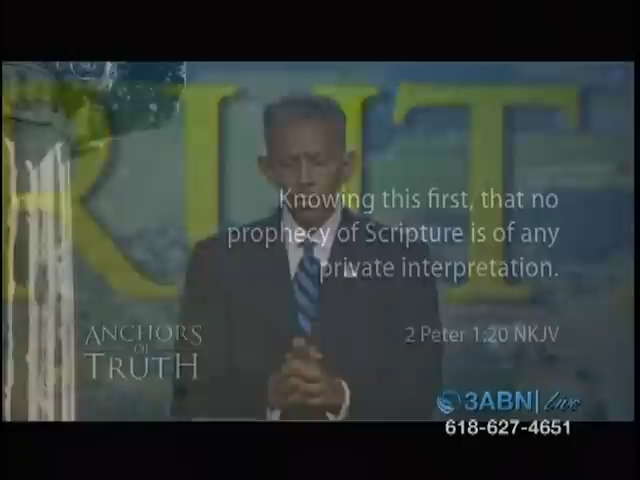 RUT
Knowing this first, that no
prophecy of Scripture is of any
private interpretation.
ANCHORS
OF
TRUTH
2 Peter 1:20 NKJV
3ABN live
618-627-4651